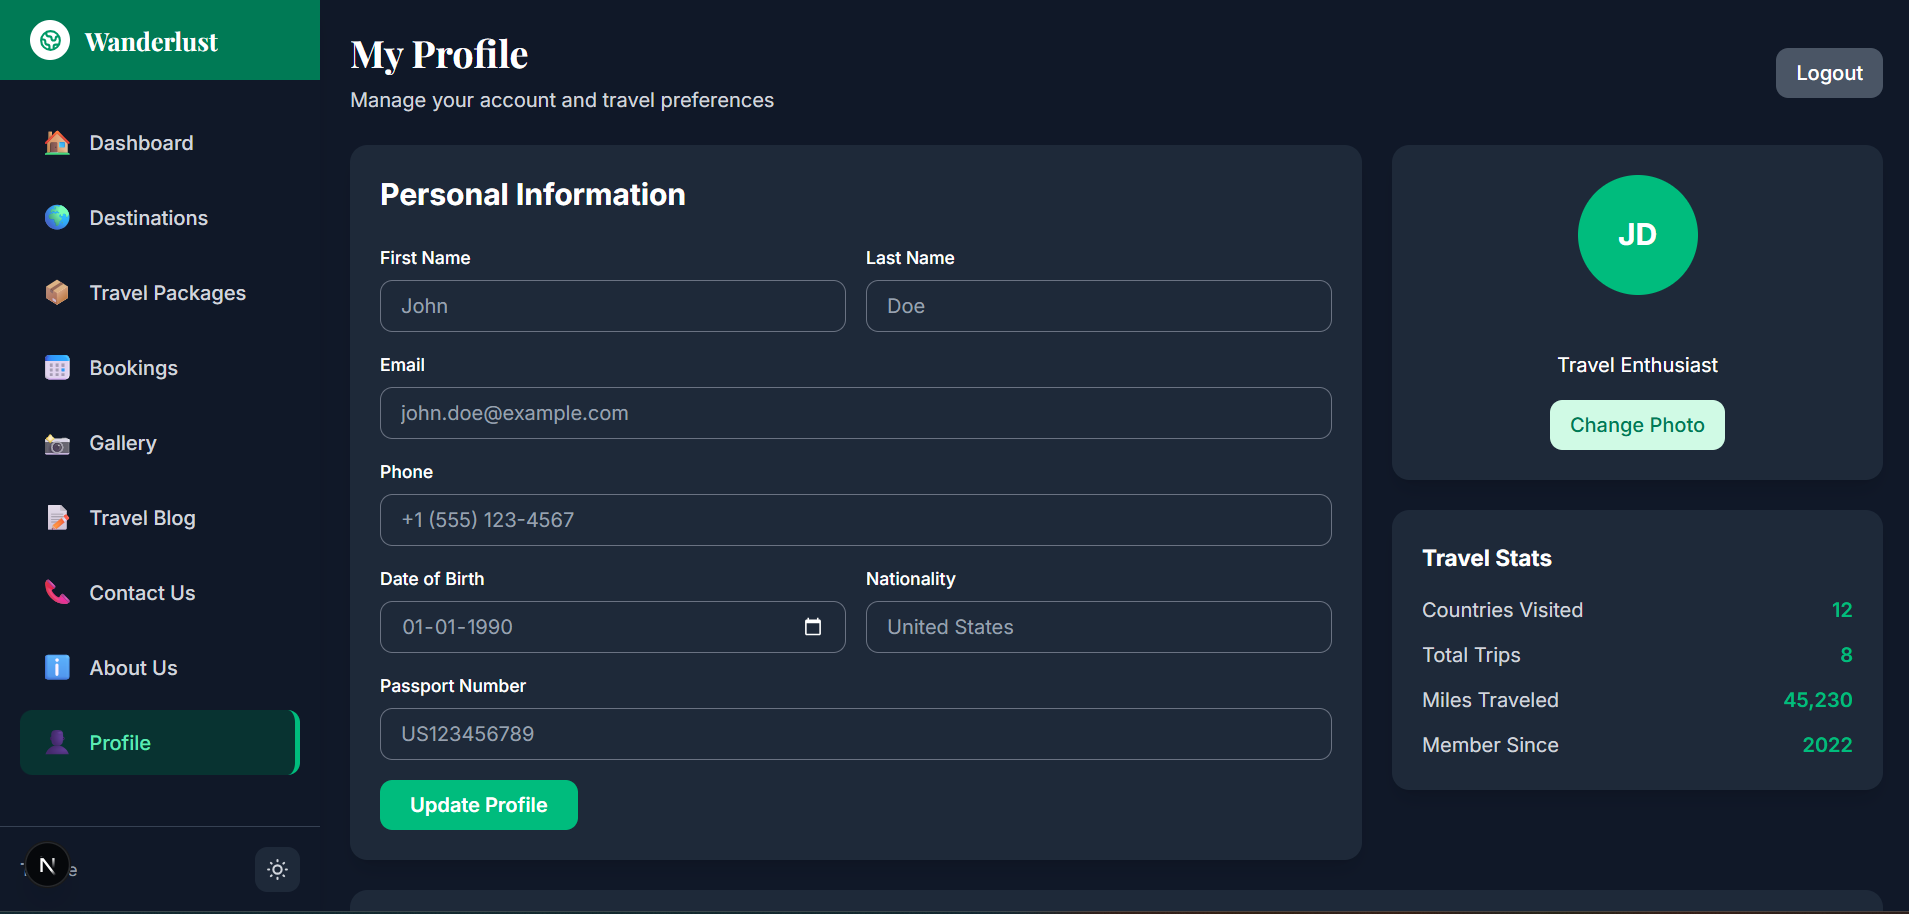 Wanderlust
Dashboard
Destinations
Travel Packages
Bookings
Gallery
Travel Blog
Contact Us
About Us
Profile
N
My Profile
Manage your account and travel preferences
Logout
Personal Information
First Name
Last Name
John
Doe
Email
john.doe@example.com
Phone
+1 (555) 123-4567
Date of Birth
Nationality
01-01-1990
United States
Passport Number
US123456789
Update Profile
JD
Travel Enthusiast
Change Photo
Travel Stats
Countries Visited 12
Total Trips 8
Miles Traveled 45,230
Member Since 2022